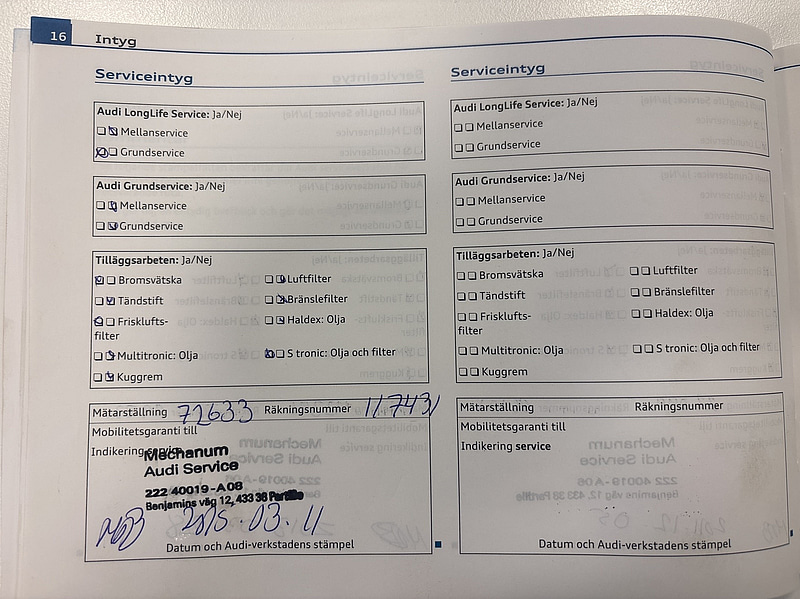 16 Intyg
Serviceintyg
Audi LongLife Service: Ja/Nej
Mellanservice
Grundservice
Audi Grundservice: Ja/Nej
Mellanservice
Grundservice
Tilläggsarbeten: Ja/Nej
Bromsvätska Luftfilter
Tändstift Bränslefilter
Friskslufts- Haldex: Olja
filter
Multitronic: Olja S tronic: Olja och filter
Kuggrem
Mätarställning 72633 Räkningsnummer 117431
Mobilitetsgaranti till
Indikering service
Mechanum
Audi Service
222 40019 - A 08
Benjamins väg 12, 433 38 Partille
2015.03.11
Datum och Audi-verkstadens stämpel
Serviceintyg
Audi LongLife Service: Ja/Nej
Mellanservice
Grundservice
Audi Grundservice: Ja/Nej
Mellanservice
Grundservice
Tilläggsarbeten: Ja/Nej
Bromsvätska Luftfilter
Tändstift Bränslefilter
Friskslufts- Haldex: Olja
filter
Multitronic: Olja S tronic: Olja och filter
Kuggrem
Mätarställning Räkningsnummer
Mobilitetsgaranti till
Indikering service
Datum och Audi-verkstadens stämpel